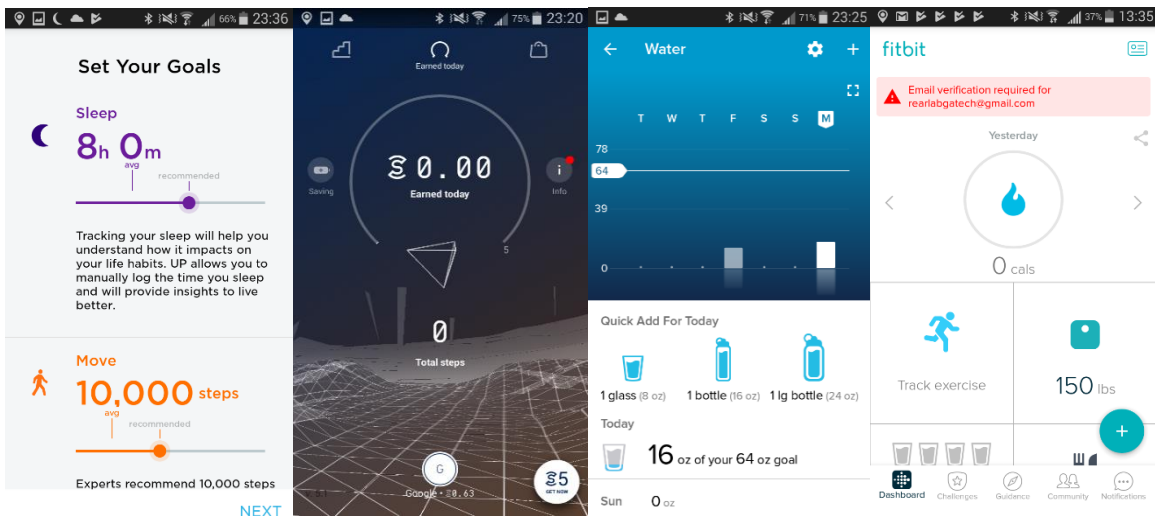 66% 23:36
Set Your Goals
Sleep
8h 0m
avg
recommended
Tracking your sleep will help you
understand how it impacts on
your life habits. UP allows you to
manually log the time you sleep
and will provide insights to live
better.
Move
10,000 steps
avg
recommended
Experts recommend 10,000 steps
NEXT
75% 23:20
Earned today
0.00
Earned today
Saving
i
Info
5
0
Total steps
G
Google • 0.63
5
GET NOW
71% 23:25
Water
T W T F S S M
78
64
39
0
Quick Add For Today
1 glass (8 oz) 1 bottle (16 oz) 1 lg bottle (24 oz)
Today
16 oz of your 64 oz goal
Sun 0 oz
37% 13:35
fitbit
Email verification required for
rearlabgatech@gmail.com
Yesterday
0 cals
Track exercise
150 lbs
Dashboard Challenges Guidance Community Notifications